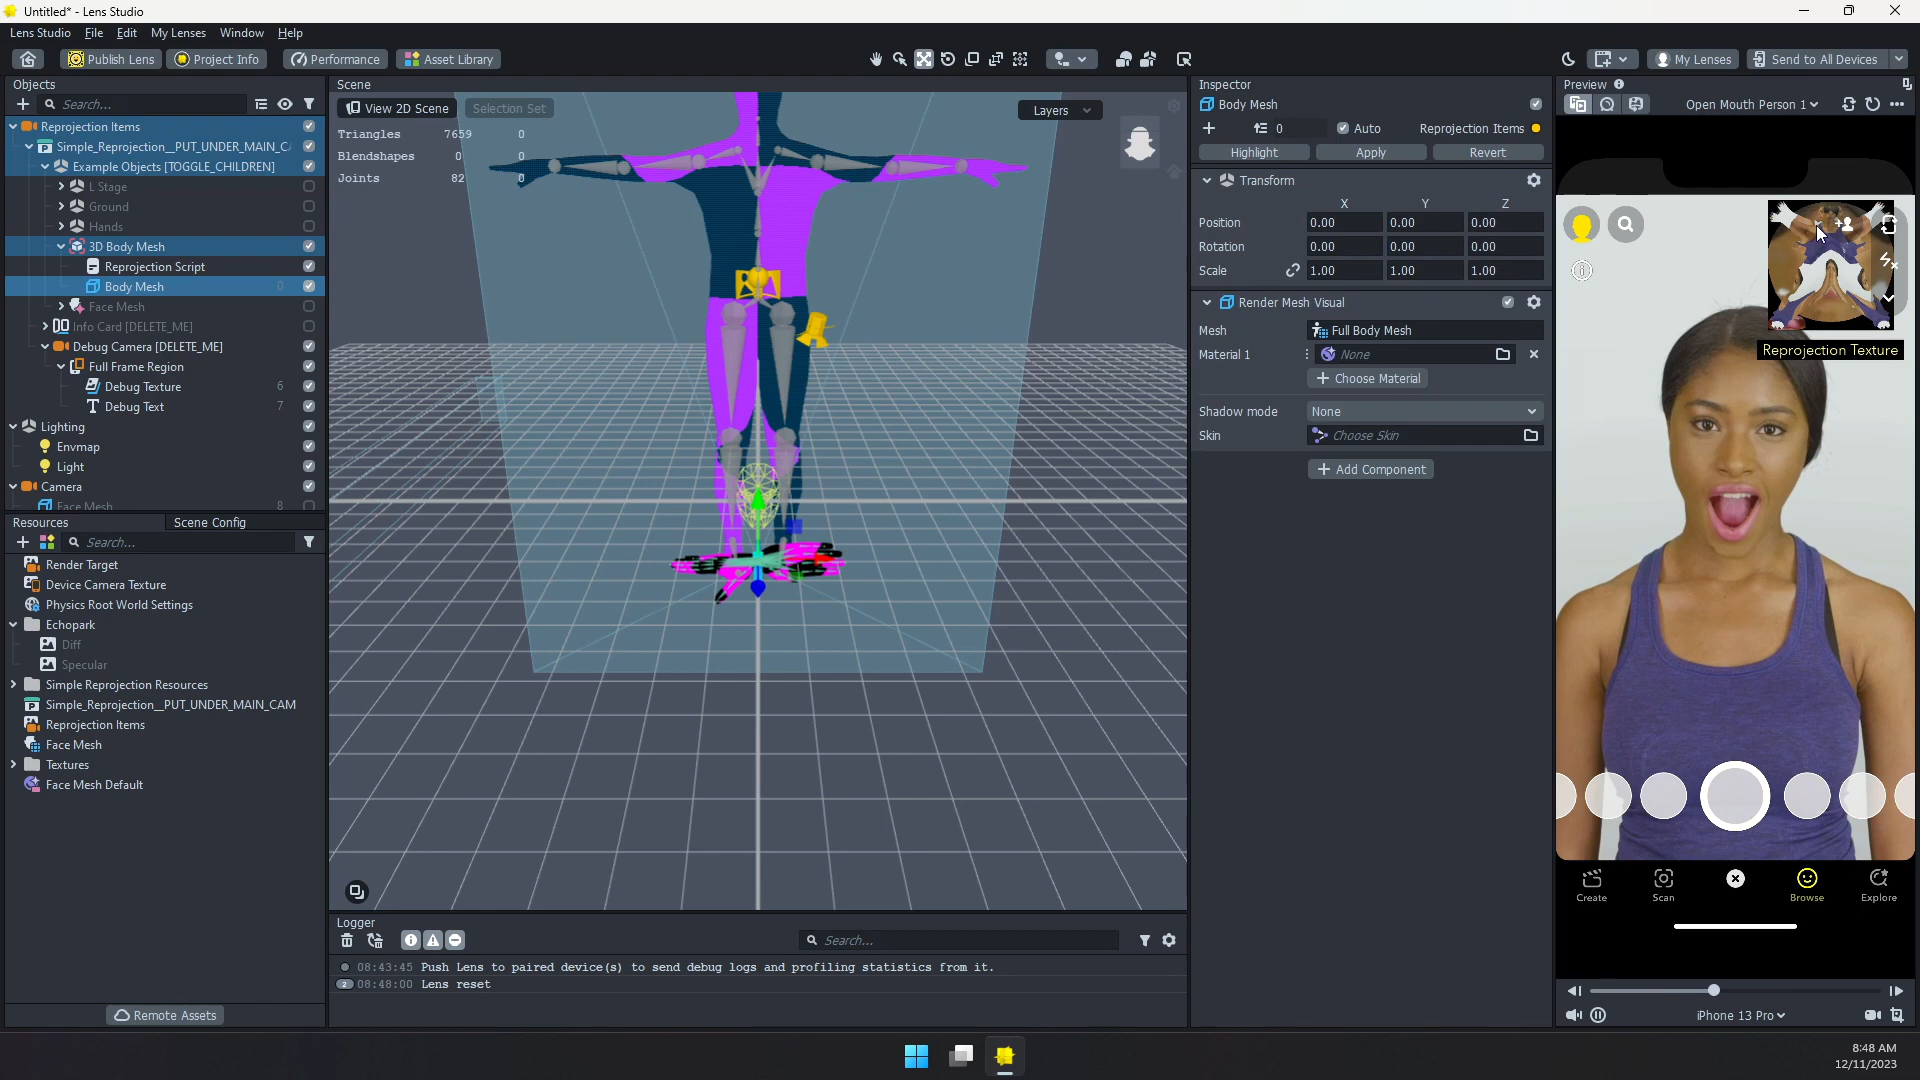 Untitled* - Lens Studio
Lens Studio File Edit My Lenses Window Help
Publish Lens Project Info Performance Asset Library My Lenses Send to All Devices
Objects
Search...
Reprojection Items
Simple_Reprojection__PUT_UNDER_MAIN_C
Example Objects [TOGGLE_CHILDREN]
L Stage
Ground
Hands
3D Body Mesh
Reprojection Script
Body Mesh 0
Face Mesh
Info Card [DELETE_ME]
Debug Camera [DELETE_ME]
Full Frame Region
Debug Texture 6
Debug Text 7
Lighting
Envmap
Light
Camera
Face Mesh 8
Resources Scene Config
Search...
Render Target
Device Camera Texture
Physics Root World Settings
Echopark
Diff
Specular
Simple Reprojection Resources
Simple_Reprojection__PUT_UNDER_MAIN_CAM
Reprojection Items
Face Mesh
Textures
Face Mesh Default
Remote Assets
Scene
View 2D Scene Selection Set Layers
Triangles 7659 0
Blendshapes 0 0
Joints 82 0
Logger
Search...
08:43:45 Push Lens to paired device(s) to send debug logs and profiling statistics from it.
2 08:48:00 Lens reset
Inspector
Body Mesh
0 Auto Reprojection Items
Highlight Apply Revert
Transform
X Y Z
Position 0.00 0.00 0.00
Rotation 0.00 0.00 0.00
Scale 1.00 1.00 1.00
Render Mesh Visual
Mesh Full Body Mesh
Material 1 None
+ Choose Material
Shadow mode None
Skin Choose Skin
+ Add Component
Preview
Open Mouth Person 1
Reprojection Texture
Create Scan Browse Explore
iPhone 13 Pro
8:48 AM
12/11/2023